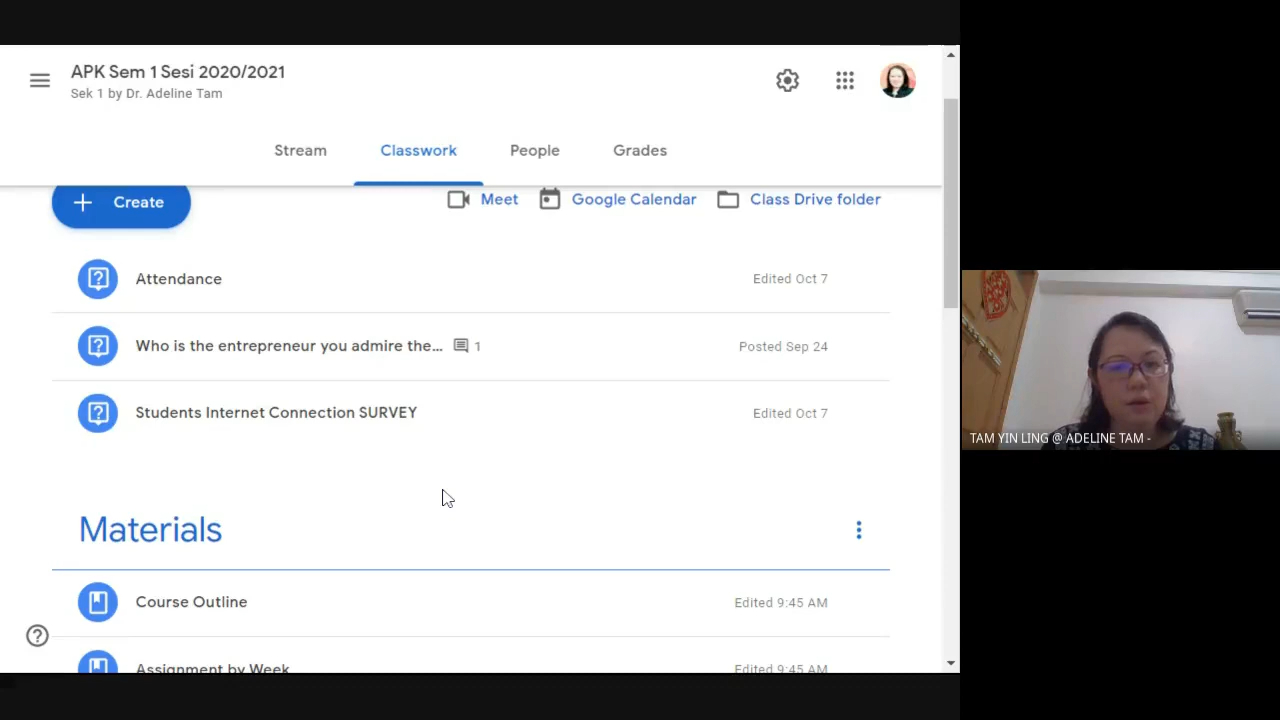 APK Sem 1 Sesi 2020/2021
Sek 1 by Dr. Adeline Tam
Stream Classwork People Grades
Create Meet Google Calendar Class Drive folder
Attendance Edited Oct 7
Who is the entrepreneur you admire the... 1 Posted Sep 24
Students Internet Connection SURVEY Edited Oct 7
TAM YIN LING @ ADELINE TAM -
Materials
Course Outline Edited 9:45 AM
Assignment by Week Edited 9:45 AM